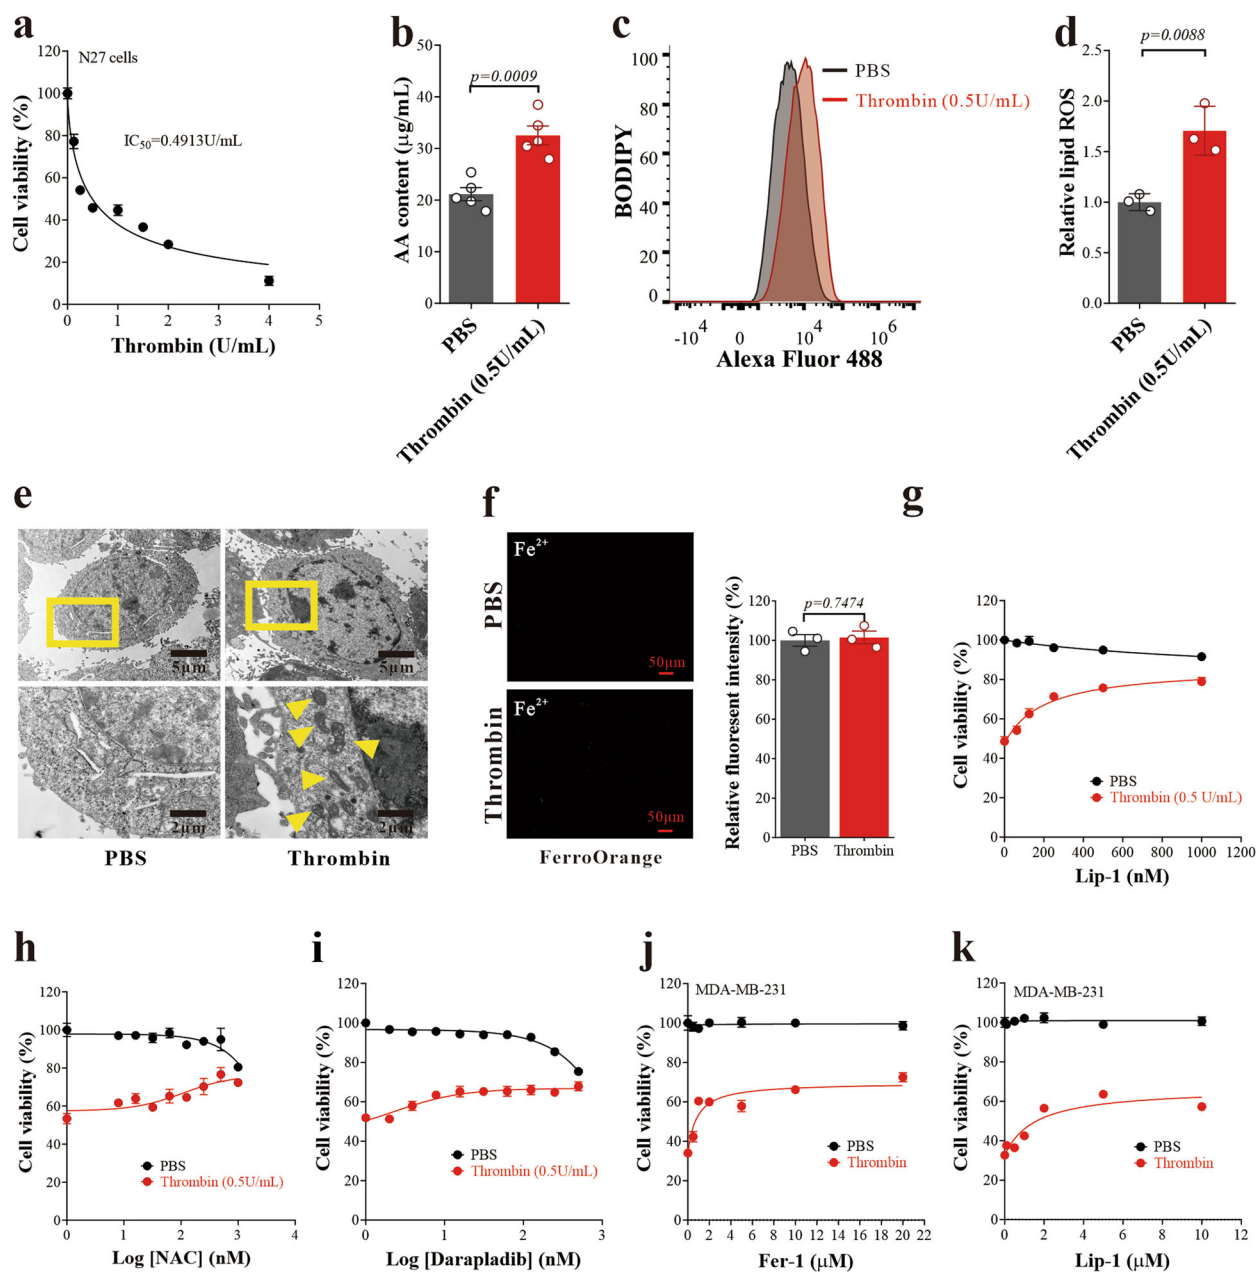 a
N27 cells
IC50=0.4913U/mL
Cell viability (%)
120
100
80
60
40
20
0
0 1 2 3 4 5
Thrombin (U/mL)
b
p=0.0009
AA content (μg/mL)
50
40
30
20
10
0
PBS
Thrombin (0.5U/mL)
c
PBS
Thrombin (0.5U/mL)
BODIPY
100
80
60
40
20
0
-10^4 0 10^4 10^6
Alexa Fluor 488
d
p=0.0088
Relative lipid ROS
2.5
2.0
1.5
1.0
0.5
0.0
PBS
Thrombin (0.5U/mL)
e
5μm
5μm
2μm
2μm
PBS Thrombin
f
PBS
Fe2+
50μm
Thrombin
Fe2+
50μm
FerroOrange
p=0.7474
Relative fluoresent intensity (%)
120
100
80
60
120
100
80
0
PBS Thrombin
g
Cell viability (%)
120
100
80
60
40
20
0
PBS
Thrombin (0.5 U/mL)
0 200 400 600 800 1000 1200
Lip-1 (nM)
h
Cell viability (%)
120
100
80
60
40
20
0
PBS
Thrombin (0.5U/mL)
0 1 2 3 4
Log [NAC] (nM)
i
Cell viability (%)
120
100
80
60
40
20
0
PBS
Thrombin (0.5U/mL)
0 1 2 3
Log [Darapladib] (nM)
j
MDA-MB-231
Cell viability (%)
120
100
80
60
40
20
0
PBS
Thrombin
0 2 4 6 8 10 12 14 16 18 20 22
Fer-1 (μM)
k
MDA-MB-231
Cell viability (%)
120
100
80
60
40
20
0
PBS
Thrombin
0 2 4 6 8 10 12
Lip-1 (μM)